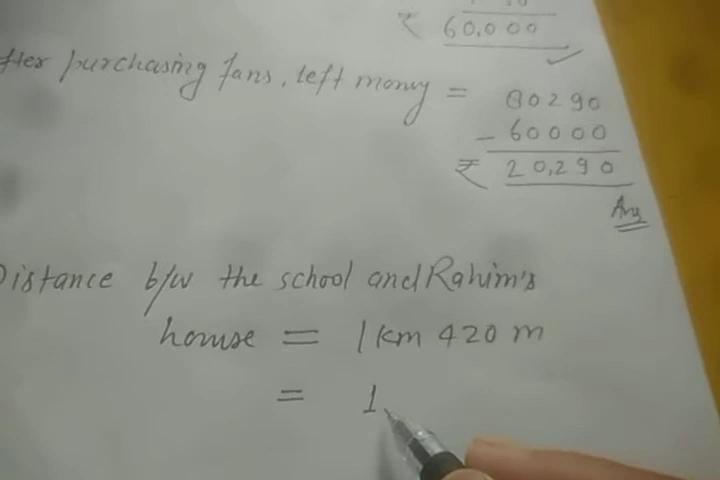 ₹ 60,000
fter purchasing fans, left money = 80290
- 60000
₹ 20,290
Ans
Distance b/w the school and Rahim's
house = 1 km 420 m
= 1